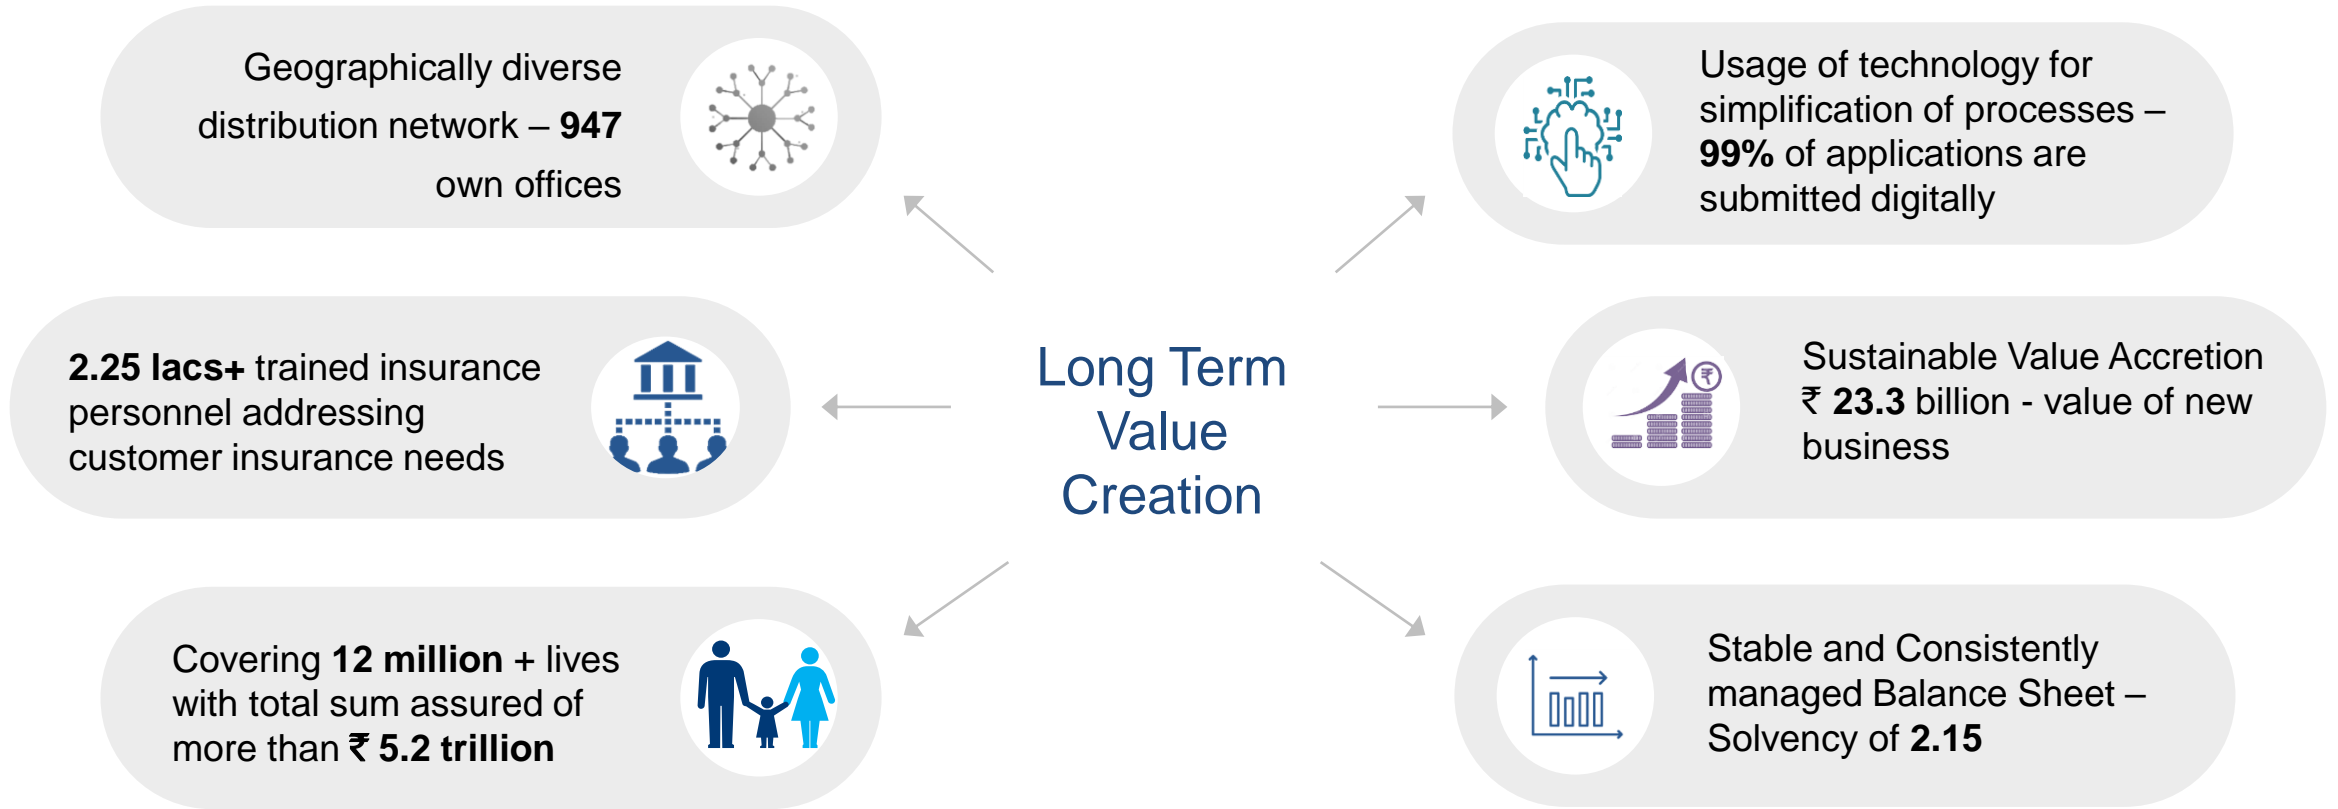 Geographically diverse
distribution network – 947
own offices
2.25 lacs+ trained insurance
personnel addressing
customer insurance needs
Covering 12 million + lives
with total sum assured of
more than ₹ 5.2 trillion
Long Term
Value
Creation
Usage of technology for
simplification of processes –
99% of applications are
submitted digitally
Sustainable Value Accretion
₹ 23.3 billion - value of new
business
₹
Stable and Consistently
managed Balance Sheet –
Solvency of 2.15